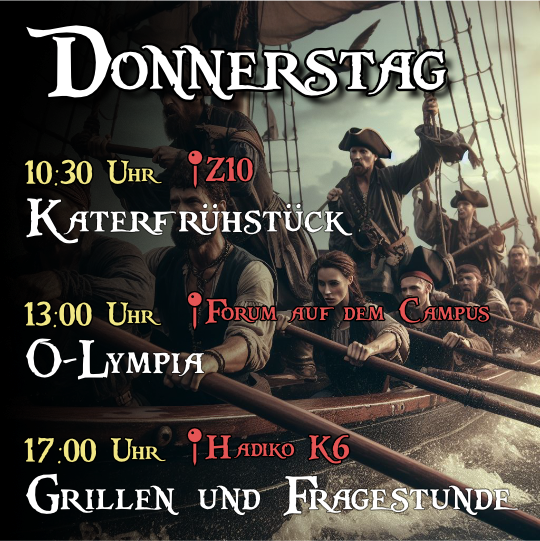 Donnerstag
10:30 Uhr Z10
Katerfrühstück
13:00 Uhr Forum auf dem Campus
O-Lympia
17:00 Uhr Hadiko K6
Grillen und Fragestunde